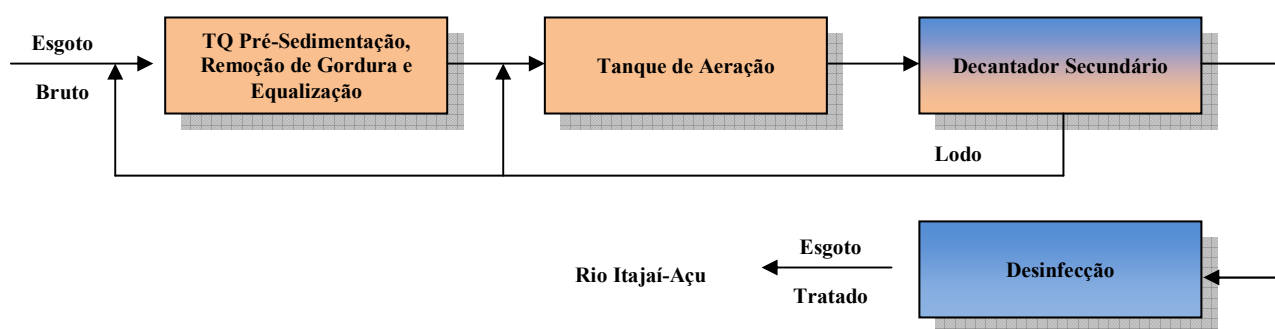 Esgoto
Bruto
TQ Pré-Sedimentação,
Remoção de Gordura e
Equalização
Tanque de Aeração
Decantador Secundário
Lodo
Desinfecção
Esgoto
Tratado
Rio Itajaí-Açu